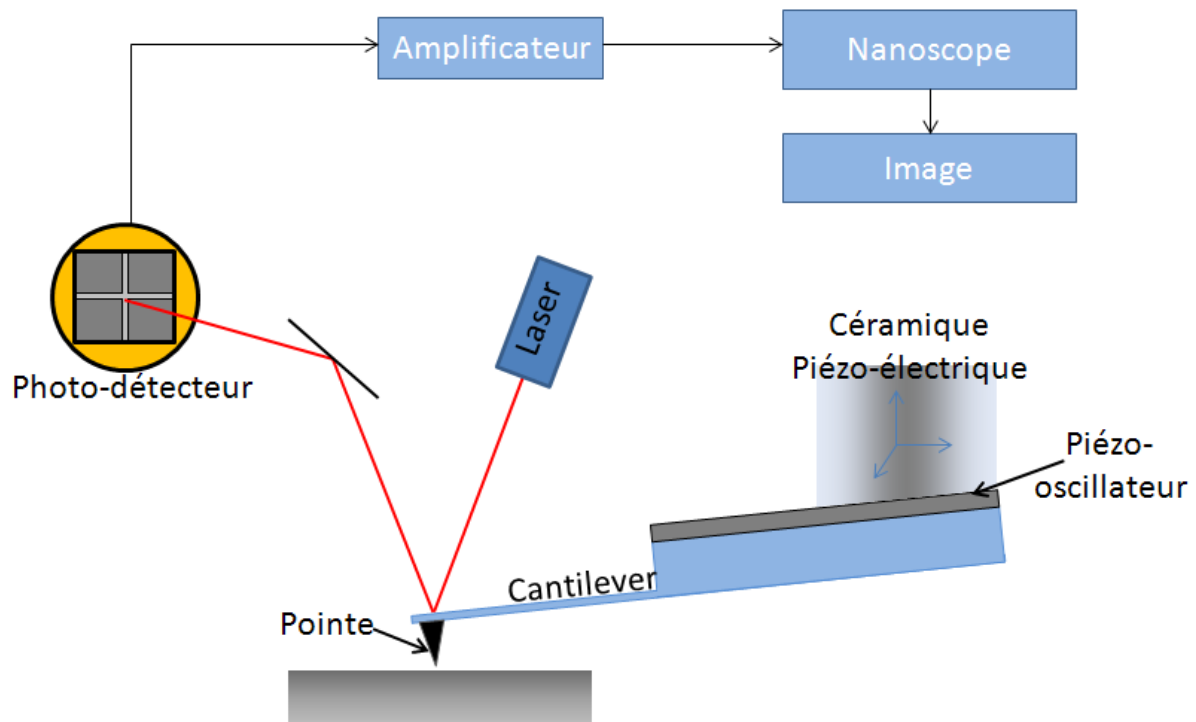 Amplificateur
Nanoscope
Image
Laser
Céramique
Piézo-électrique
Photo-détecteur
Piézo-
oscillateur
Cantilever
Pointe